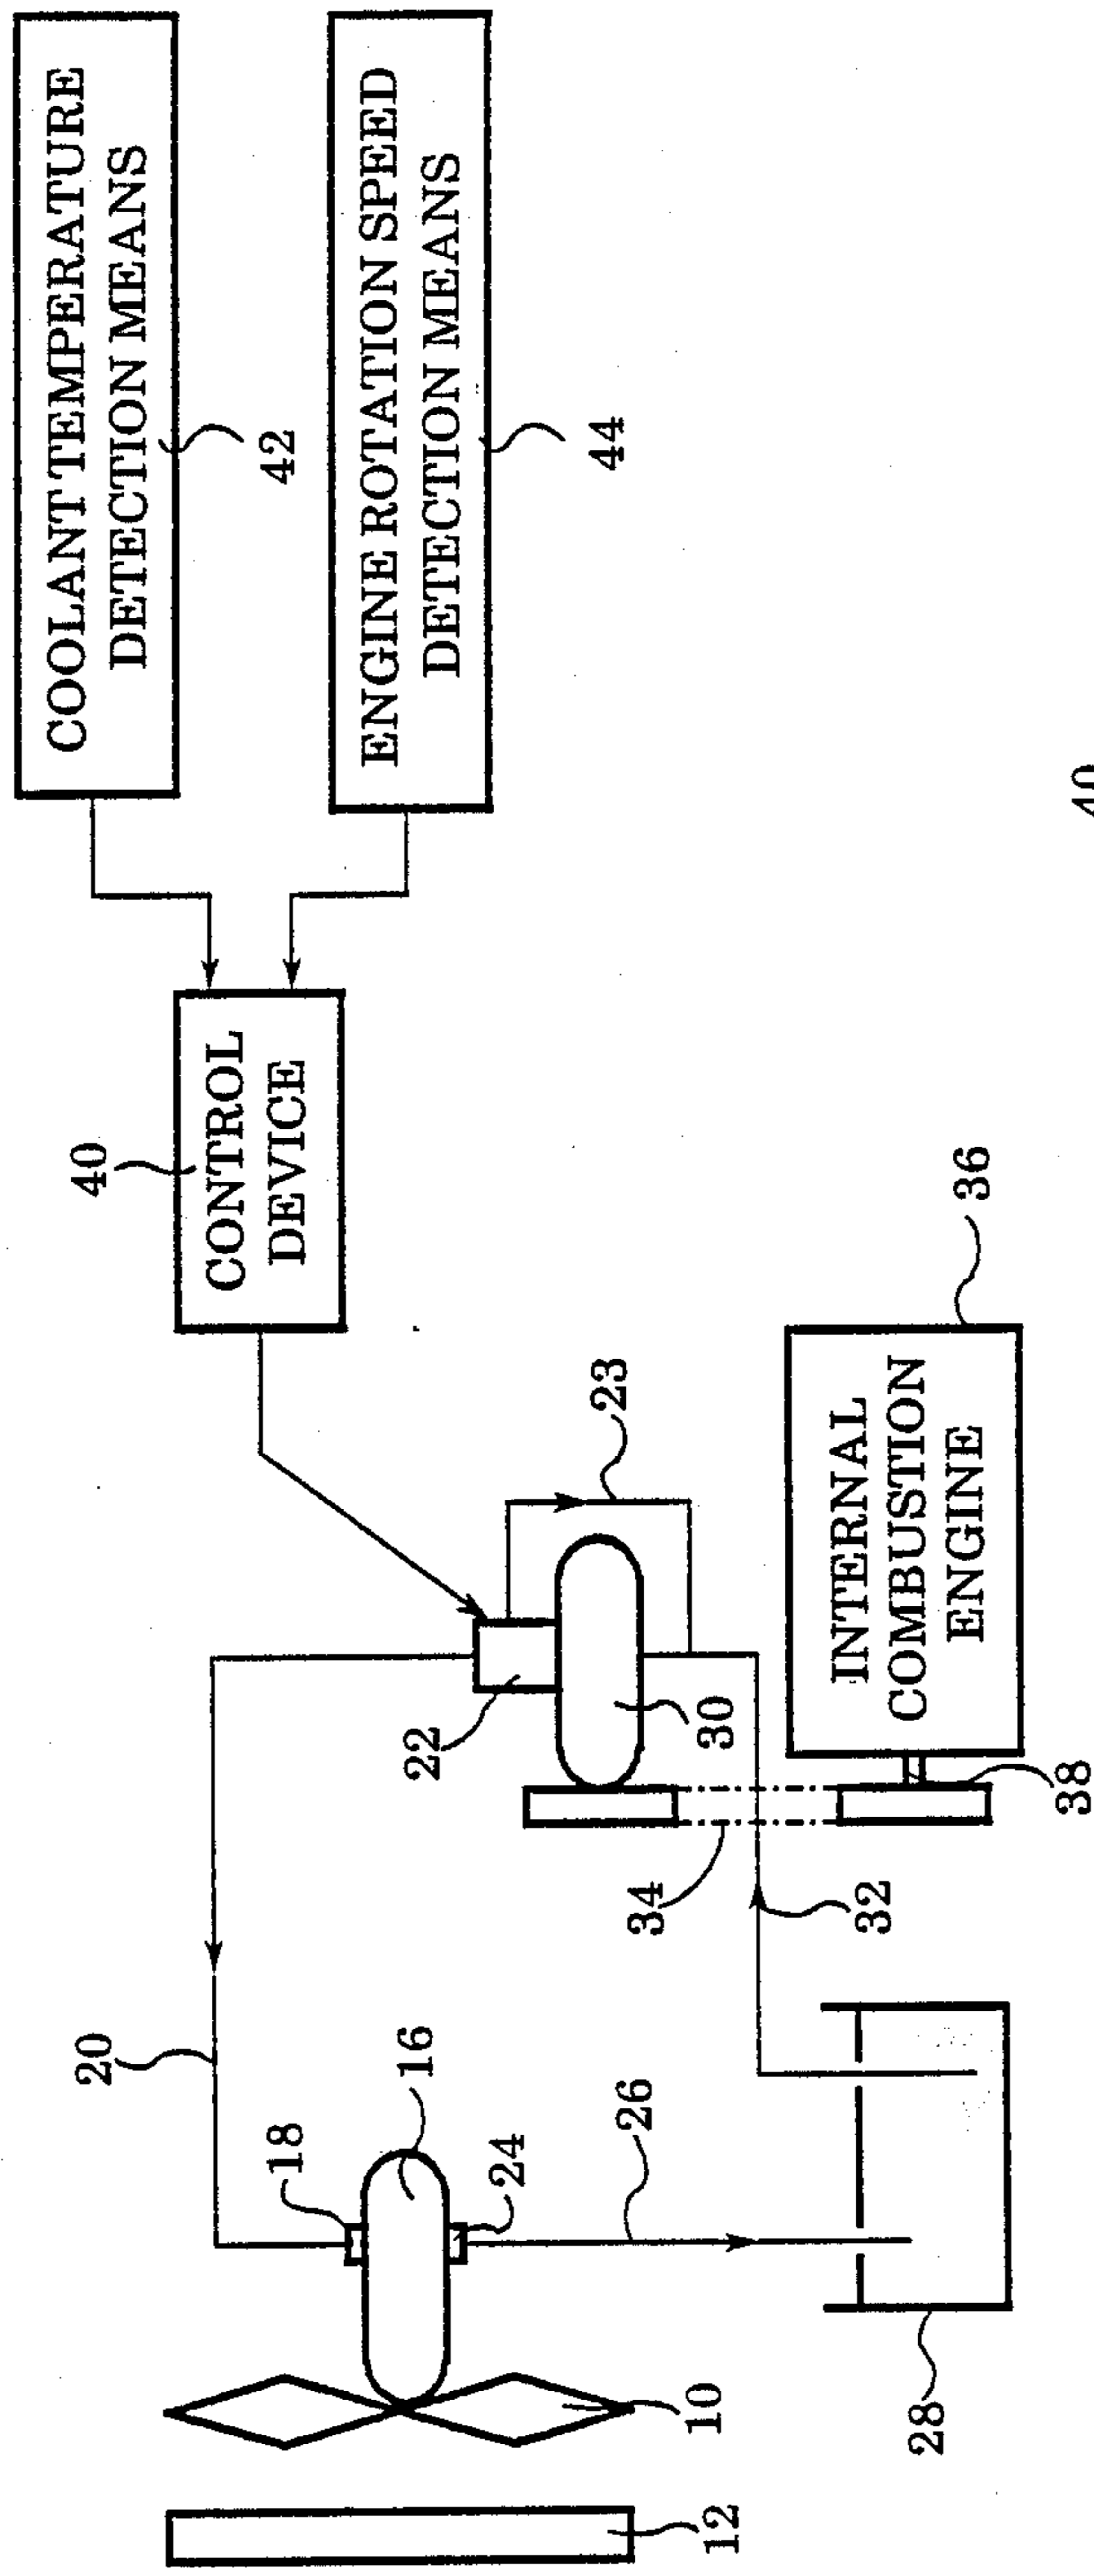 COOLANT TEMPERATURE
DETECTION MEANS
42
ENGINE ROTATION SPEED
DETECTION MEANS
44
40
CONTROL
DEVICE
40
36
INTERNAL
COMBUSTION
ENGINE
23
22
30
38
34
32
20
18
16
24
26
28
10
12